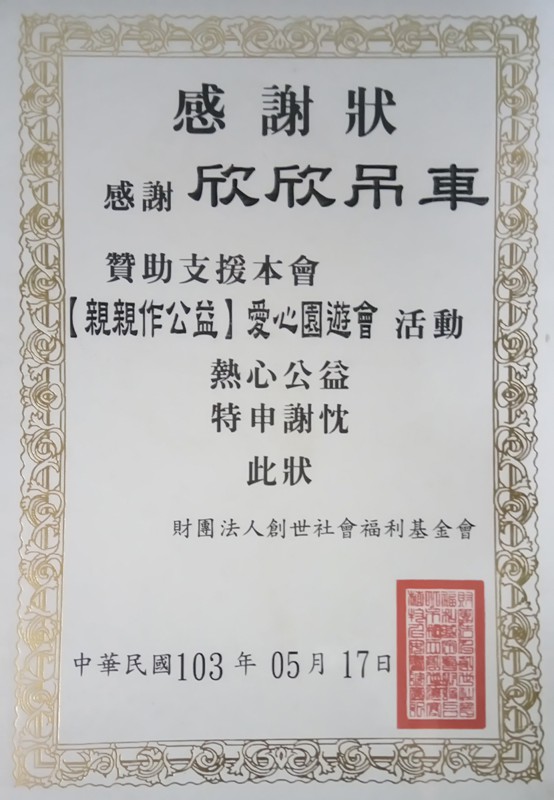 感謝狀
感謝 欣欣吊車
贊助支援本會
【親親作公益】愛心園遊會 活動
熱心公益
特申謝忱
此狀
財團法人創世社會福利基金會
中華民國103年05月17日